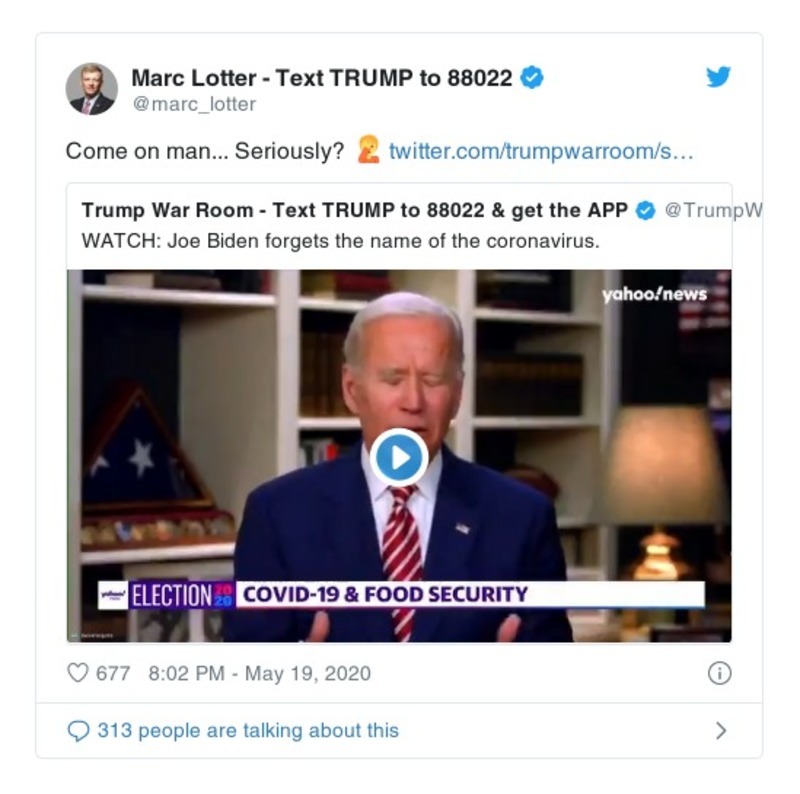 Marc Lotter - Text TRUMP to 88022
@marc_lotter
Come on man... Seriously? 🤦 twitter.com/trumpwarroom/s…
Trump War Room - Text TRUMP to 88022 & get the APP @TrumpW
WATCH: Joe Biden forgets the name of the coronavirus.
yahoo!news
yahoo! ELECTION 2020 COVID-19 & FOOD SECURITY
677 8:02 PM - May 19, 2020
313 people are talking about this